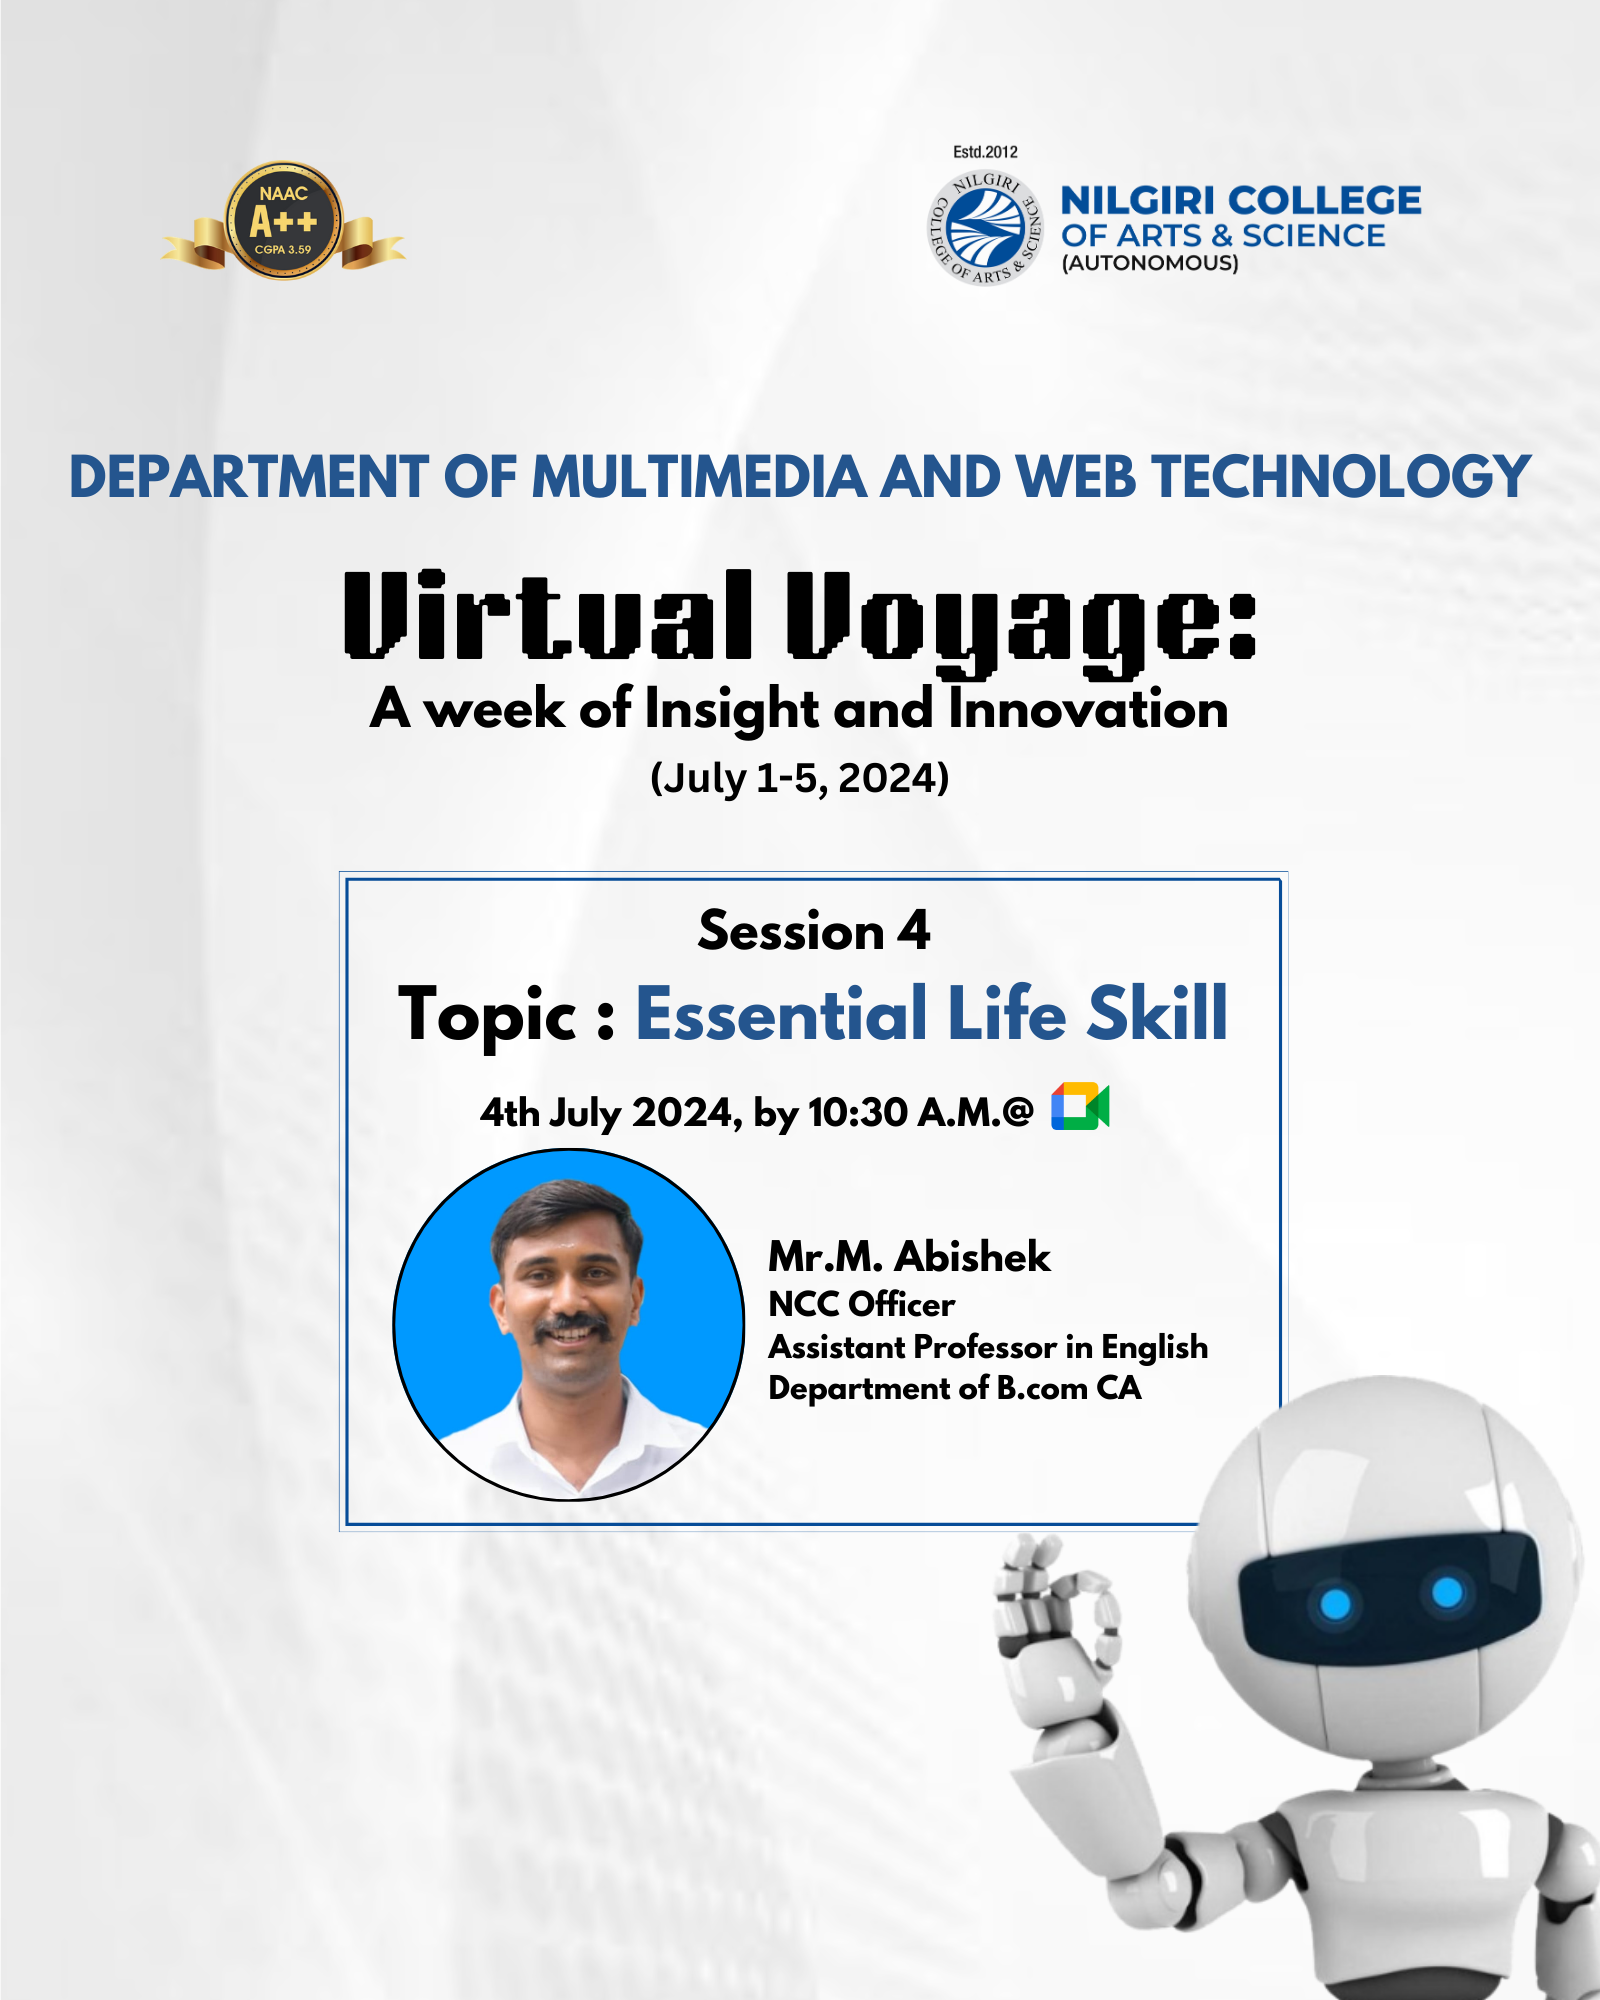 NAAC
A++
CGPA 3.59
Estd.2012
NILGIRI COLLEGE OF ARTS & SCIENCE
NILGIRI COLLEGE
OF ARTS & SCIENCE
(AUTONOMOUS)
DEPARTMENT OF MULTIMEDIA AND WEB TECHNOLOGY
Virtual Voyage:
A week of Insight and Innovation
(July 1-5, 2024)
Session 4
Topic : Essential Life Skill
4th July 2024, by 10:30 A.M.@
Mr.M. Abishek
NCC Officer
Assistant Professor in English
Department of B.com CA